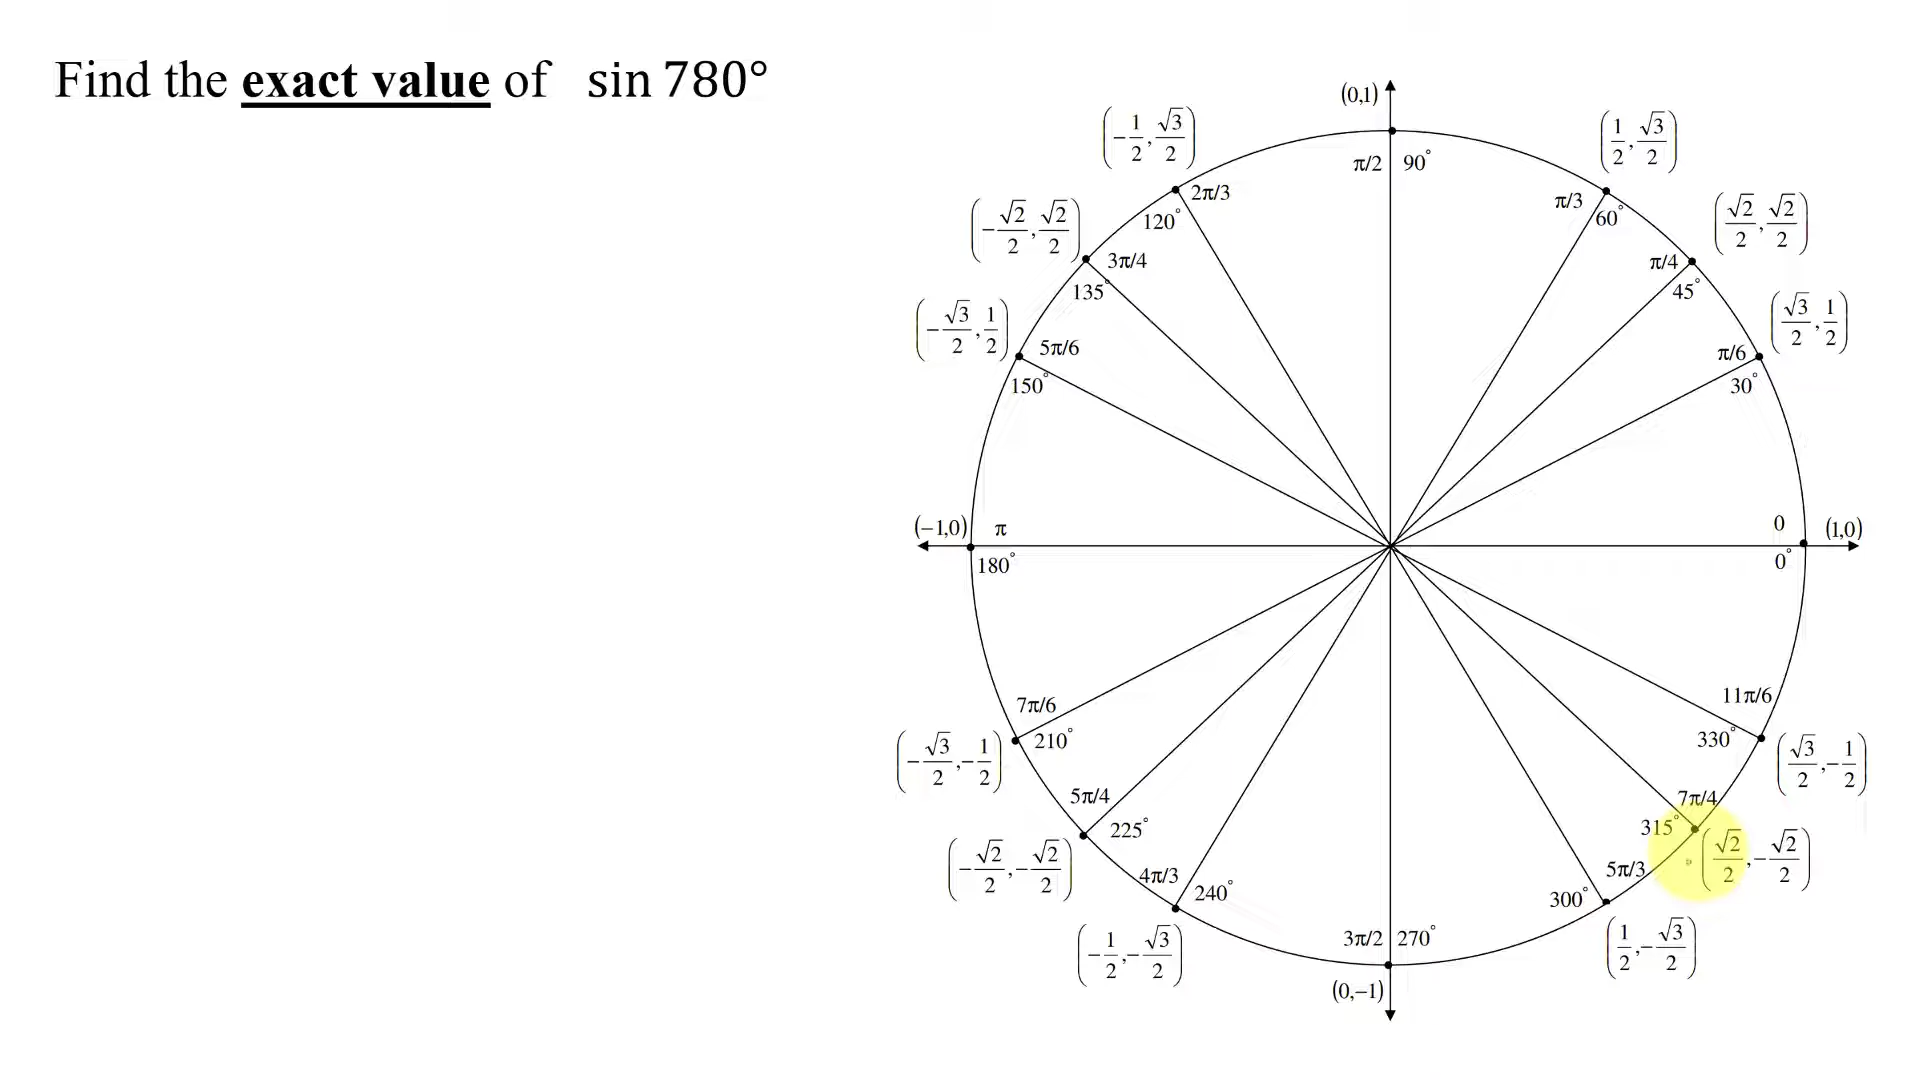 Find the exact value of sin 780°
(0,1)
(-1/2, √3/2)
(1/2, √3/2)
π/2 90°
2π/3
120°
π/3
60°
(-√2/2, √2/2)
(√2/2, √2/2)
3π/4
135°
π/4
45°
(-√3/2, 1/2)
(√3/2, 1/2)
5π/6
150°
π/6
30°
(-1,0) π
180°
0 (1,0)
0°
7π/6
210°
(-√3/2, -1/2)
11π/6
330°
(√3/2, -1/2)
5π/4
225°
(-√2/2, -√2/2)
7π/4
315°
(√2/2, -√2/2)
4π/3
240°
(-1/2, -√3/2)
5π/3
300°
(1/2, -√3/2)
3π/2 270°
(0,-1)